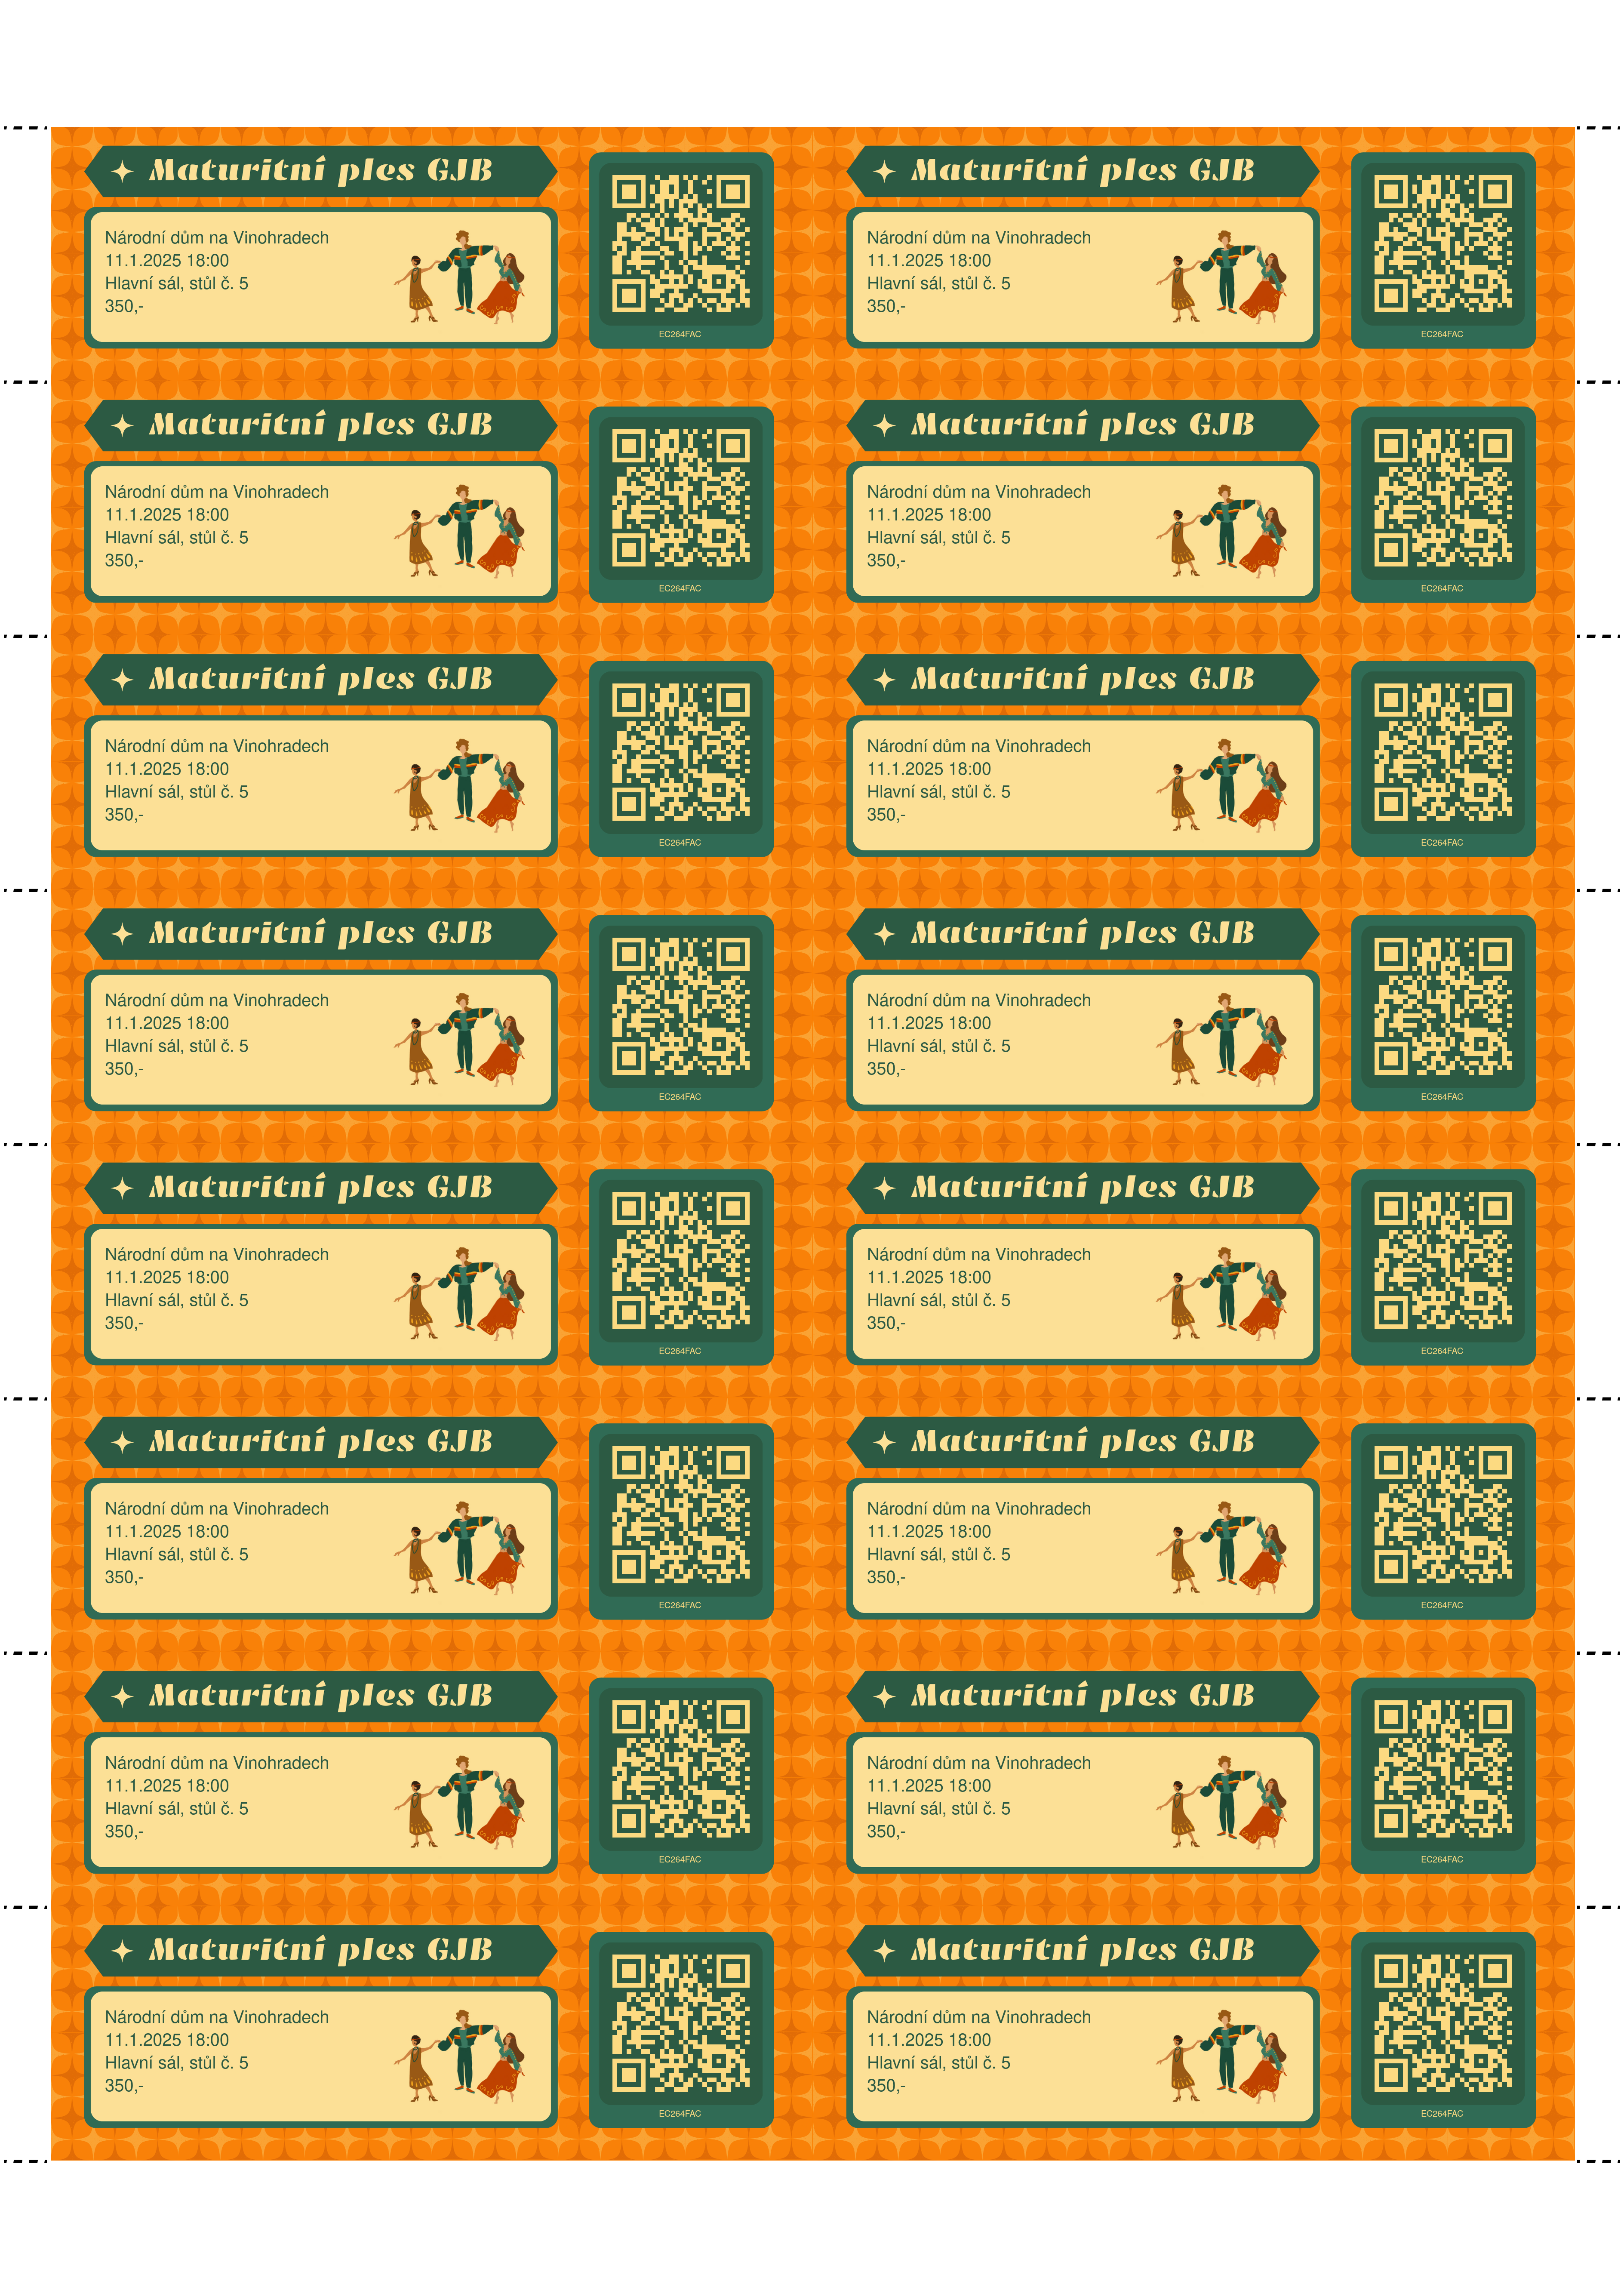 Maturitní ples GJB
Národní dům na Vinohradech
11.1.2025 18:00
Hlavní sál, stůl č. 5
350,-
EC264FAC
Maturitní ples GJB
Národní dům na Vinohradech
11.1.2025 18:00
Hlavní sál, stůl č. 5
350,-
EC264FAC
Maturitní ples GJB
Národní dům na Vinohradech
11.1.2025 18:00
Hlavní sál, stůl č. 5
350,-
EC264FAC
Maturitní ples GJB
Národní dům na Vinohradech
11.1.2025 18:00
Hlavní sál, stůl č. 5
350,-
EC264FAC
Maturitní ples GJB
Národní dům na Vinohradech
11.1.2025 18:00
Hlavní sál, stůl č. 5
350,-
EC264FAC
Maturitní ples GJB
Národní dům na Vinohradech
11.1.2025 18:00
Hlavní sál, stůl č. 5
350,-
EC264FAC
Maturitní ples GJB
Národní dům na Vinohradech
11.1.2025 18:00
Hlavní sál, stůl č. 5
350,-
EC264FAC
Maturitní ples GJB
Národní dům na Vinohradech
11.1.2025 18:00
Hlavní sál, stůl č. 5
350,-
EC264FAC
Maturitní ples GJB
Národní dům na Vinohradech
11.1.2025 18:00
Hlavní sál, stůl č. 5
350,-
EC264FAC
Maturitní ples GJB
Národní dům na Vinohradech
11.1.2025 18:00
Hlavní sál, stůl č. 5
350,-
EC264FAC
Maturitní ples GJB
Národní dům na Vinohradech
11.1.2025 18:00
Hlavní sál, stůl č. 5
350,-
EC264FAC
Maturitní ples GJB
Národní dům na Vinohradech
11.1.2025 18:00
Hlavní sál, stůl č. 5
350,-
EC264FAC
Maturitní ples GJB
Národní dům na Vinohradech
11.1.2025 18:00
Hlavní sál, stůl č. 5
350,-
EC264FAC
Maturitní ples GJB
Národní dům na Vinohradech
11.1.2025 18:00
Hlavní sál, stůl č. 5
350,-
EC264FAC
Maturitní ples GJB
Národní dům na Vinohradech
11.1.2025 18:00
Hlavní sál, stůl č. 5
350,-
EC264FAC
Maturitní ples GJB
Národní dům na Vinohradech
11.1.2025 18:00
Hlavní sál, stůl č. 5
350,-
EC264FAC